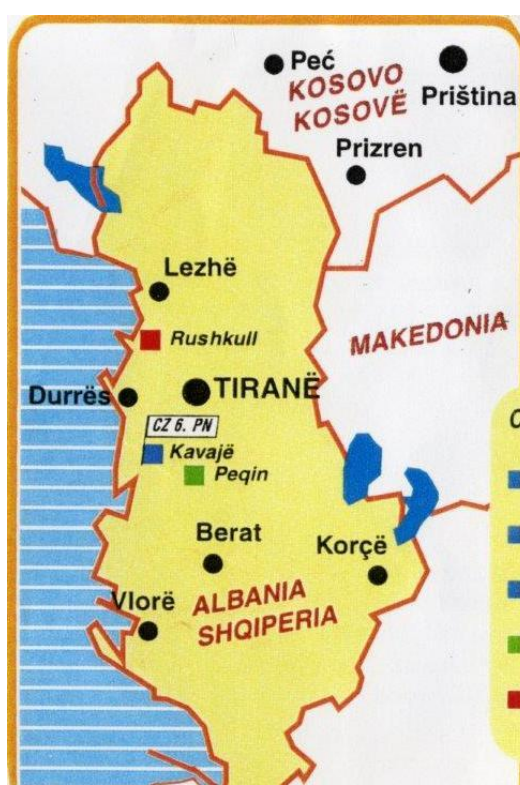 Peć
KOSOVO
KOSOVË
Priština
Prizren
Lezhë
Rushkull
MAKEDONIA
Durrës
TIRANË
CZ 6. PN
Kavajë
Peqin
Berat
Korçë
Vlorë
ALBANIA
SHQIPERIA